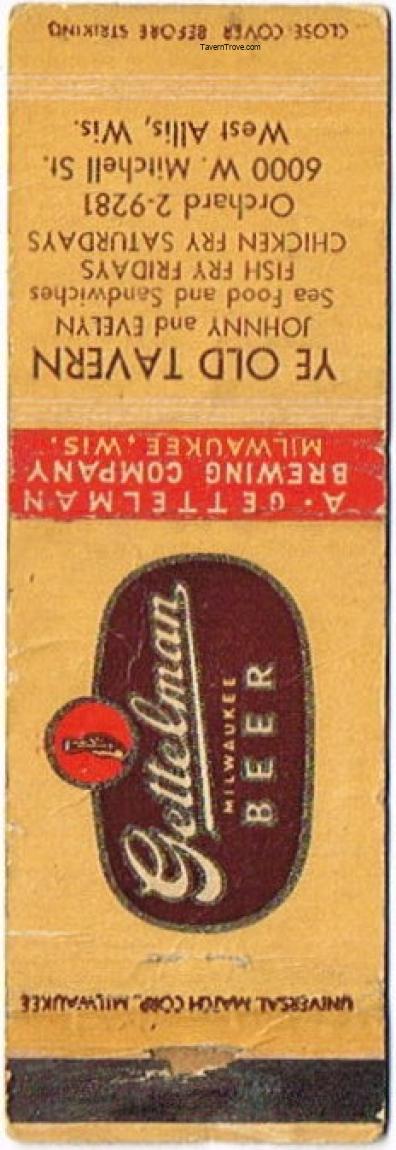 CLOSE COVER BEFORE STRIKING
TavernTrove.com
YE OLD TAVERN
JOHNNY and EVELYN
Sea Food and Sandwiches
FISH FRY FRIDAYS
CHICKEN FRY SATURDAYS
Orchard 2-9281
6000 W. Mitchell St.
West Allis, Wis.
A·GETTELMAN
BREWING COMPANY
MILWAUKEE, WIS.
Gettelman
MILWAUKEE
BEER
UNIVERSAL MATCH CORP., MILWAUKEE